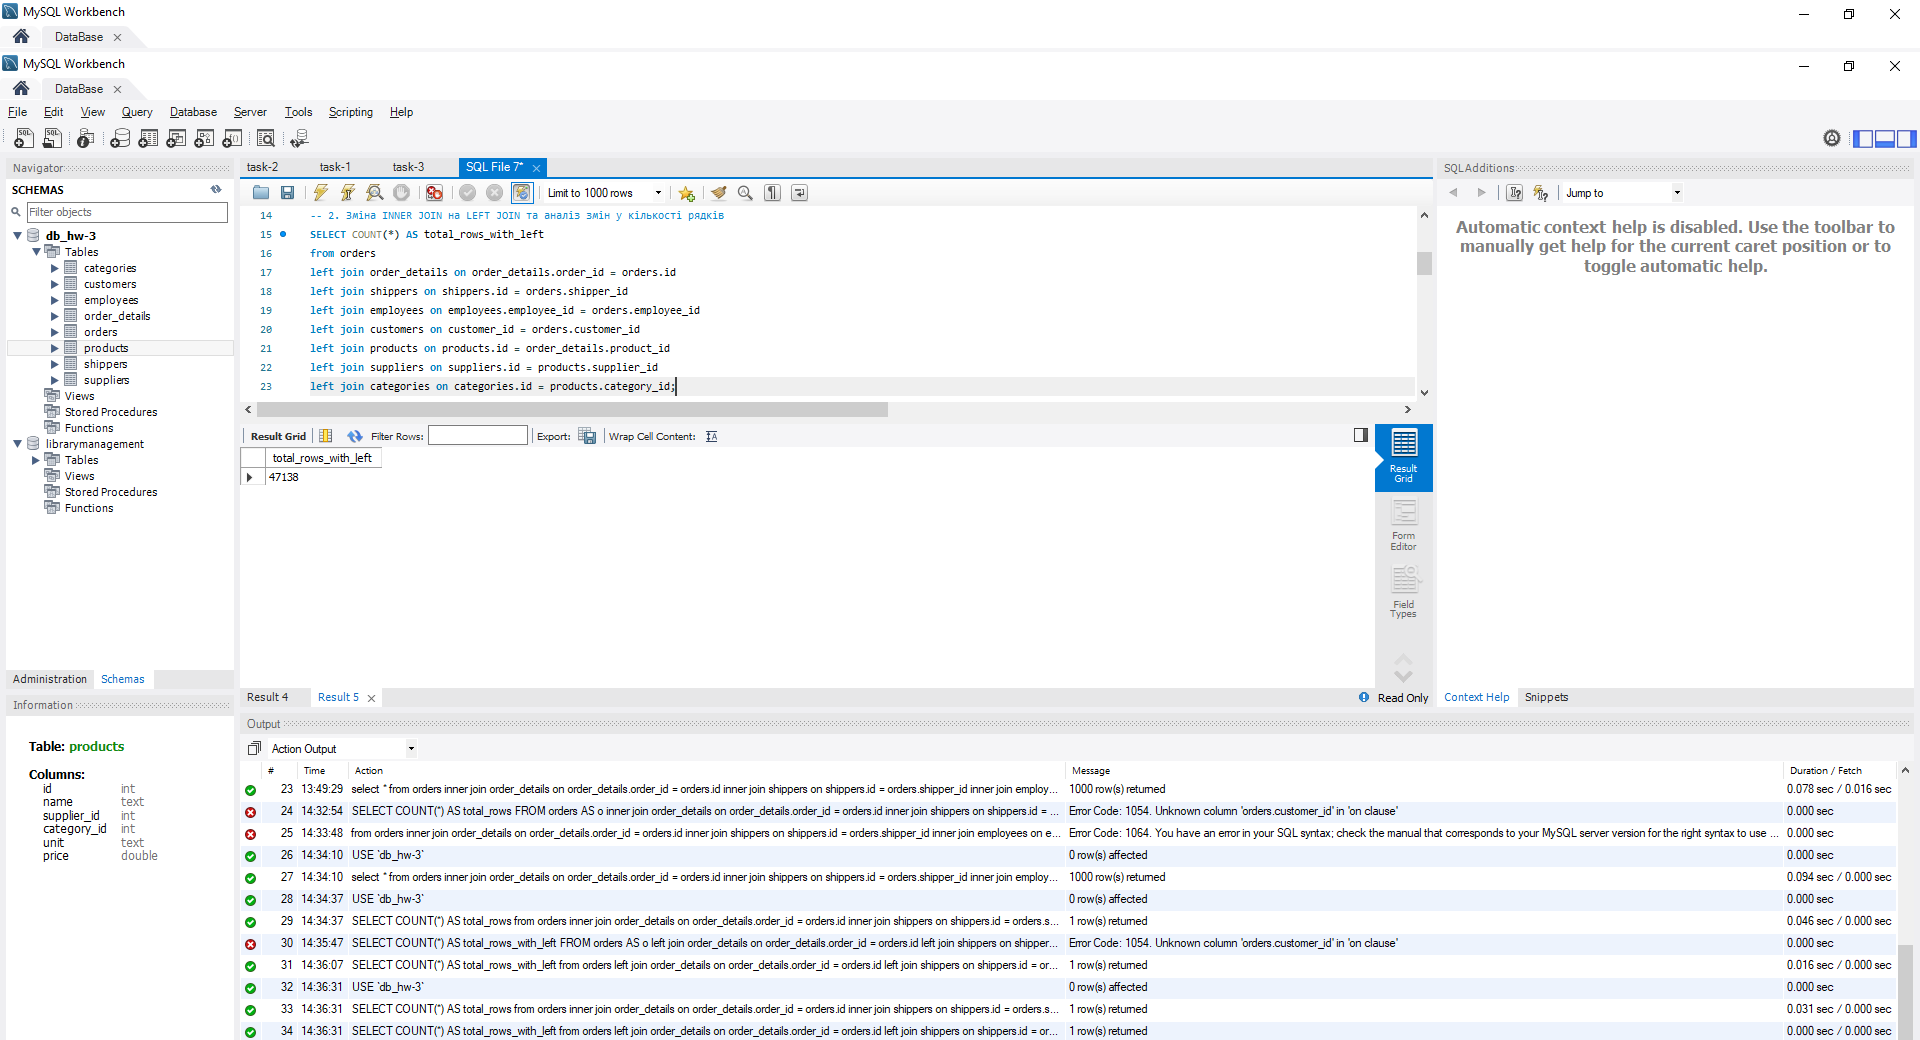 MySQL Workbench
DataBase
MySQL Workbench
DataBase
File Edit View Query Database Server Tools Scripting Help
Navigator
SCHEMAS
Filter objects
db_hw-3
Tables
categories
customers
employees
order_details
orders
products
shippers
suppliers
Views
Stored Procedures
Functions
librarymanagement
Tables
Views
Stored Procedures
Functions
Administration Schemas
Information
Table: products
Columns:
id int
name text
supplier_id int
category_id int
unit text
price double
task-2 task-1 task-3 SQL File 7*
Limit to 1000 rows
14 -- 2. Зміна INNER JOIN на LEFT JOIN та аналіз змін у кількості рядків
15 SELECT COUNT(*) AS total_rows_with_left
16 from orders
17 left join order_details on order_details.order_id = orders.id
18 left join shippers on shippers.id = orders.shipper_id
19 left join employees on employees.employee_id = orders.employee_id
20 left join customers on customer_id = orders.customer_id
21 left join products on products.id = order_details.product_id
22 left join suppliers on suppliers.id = products.supplier_id
23 left join categories on categories.id = products.category_id;
Result Grid Filter Rows: Export: Wrap Cell Content:
total_rows_with_left
47138
Result Grid
Form Editor
Field Types
Result 4 Result 5 Read Only
SQLAdditions
Jump to
Automatic context help is disabled. Use the toolbar to
manually get help for the current caret position or to
toggle automatic help.
Context Help Snippets
Output
Action Output
# Time Action Message Duration / Fetch
23 13:49:29 select * from orders inner join order_details on order_details.order_id = orders.id inner join shippers on shippers.id = orders.shipper_id inner join employ... 1000 row(s) returned 0.078 sec / 0.016 sec
24 14:32:54 SELECT COUNT(*) AS total_rows FROM orders AS o inner join order_details on order_details.order_id = orders.id inner join shippers on shippers.id = ... Error Code: 1054. Unknown column 'orders.customer_id' in 'on clause' 0.000 sec
25 14:33:48 from orders inner join order_details on order_details.order_id = orders.id inner join shippers on shippers.id = orders.shipper_id inner join employees on e... Error Code: 1064. You have an error in your SQL syntax; check the manual that corresponds to your MySQL server version for the right syntax to use ... 0.000 sec
26 14:34:10 USE `db_hw-3` 0 row(s) affected 0.000 sec
27 14:34:10 select * from orders inner join order_details on order_details.order_id = orders.id inner join shippers on shippers.id = orders.shipper_id inner join employ... 1000 row(s) returned 0.094 sec / 0.000 sec
28 14:34:37 USE `db_hw-3` 0 row(s) affected 0.000 sec
29 14:34:37 SELECT COUNT(*) AS total_rows from orders inner join order_details on order_details.order_id = orders.id inner join shippers on shippers.id = orders.s... 1 row(s) returned 0.046 sec / 0.000 sec
30 14:35:47 SELECT COUNT(*) AS total_rows_with_left FROM orders AS o left join order_details on order_details.order_id = orders.id left join shippers on shipper... Error Code: 1054. Unknown column 'orders.customer_id' in 'on clause' 0.000 sec
31 14:36:07 SELECT COUNT(*) AS total_rows_with_left from orders left join order_details on order_details.order_id = orders.id left join shippers on shippers.id = or... 1 row(s) returned 0.016 sec / 0.000 sec
32 14:36:31 USE `db_hw-3` 0 row(s) affected 0.000 sec
33 14:36:31 SELECT COUNT(*) AS total_rows from orders inner join order_details on order_details.order_id = orders.id inner join shippers on shippers.id = orders.s... 1 row(s) returned 0.031 sec / 0.000 sec
34 14:36:31 SELECT COUNT(*) AS total_rows_with_left from orders left join order_details on order_details.order_id = orders.id left join shippers on shippers.id = or... 1 row(s) returned 0.000 sec / 0.000 sec